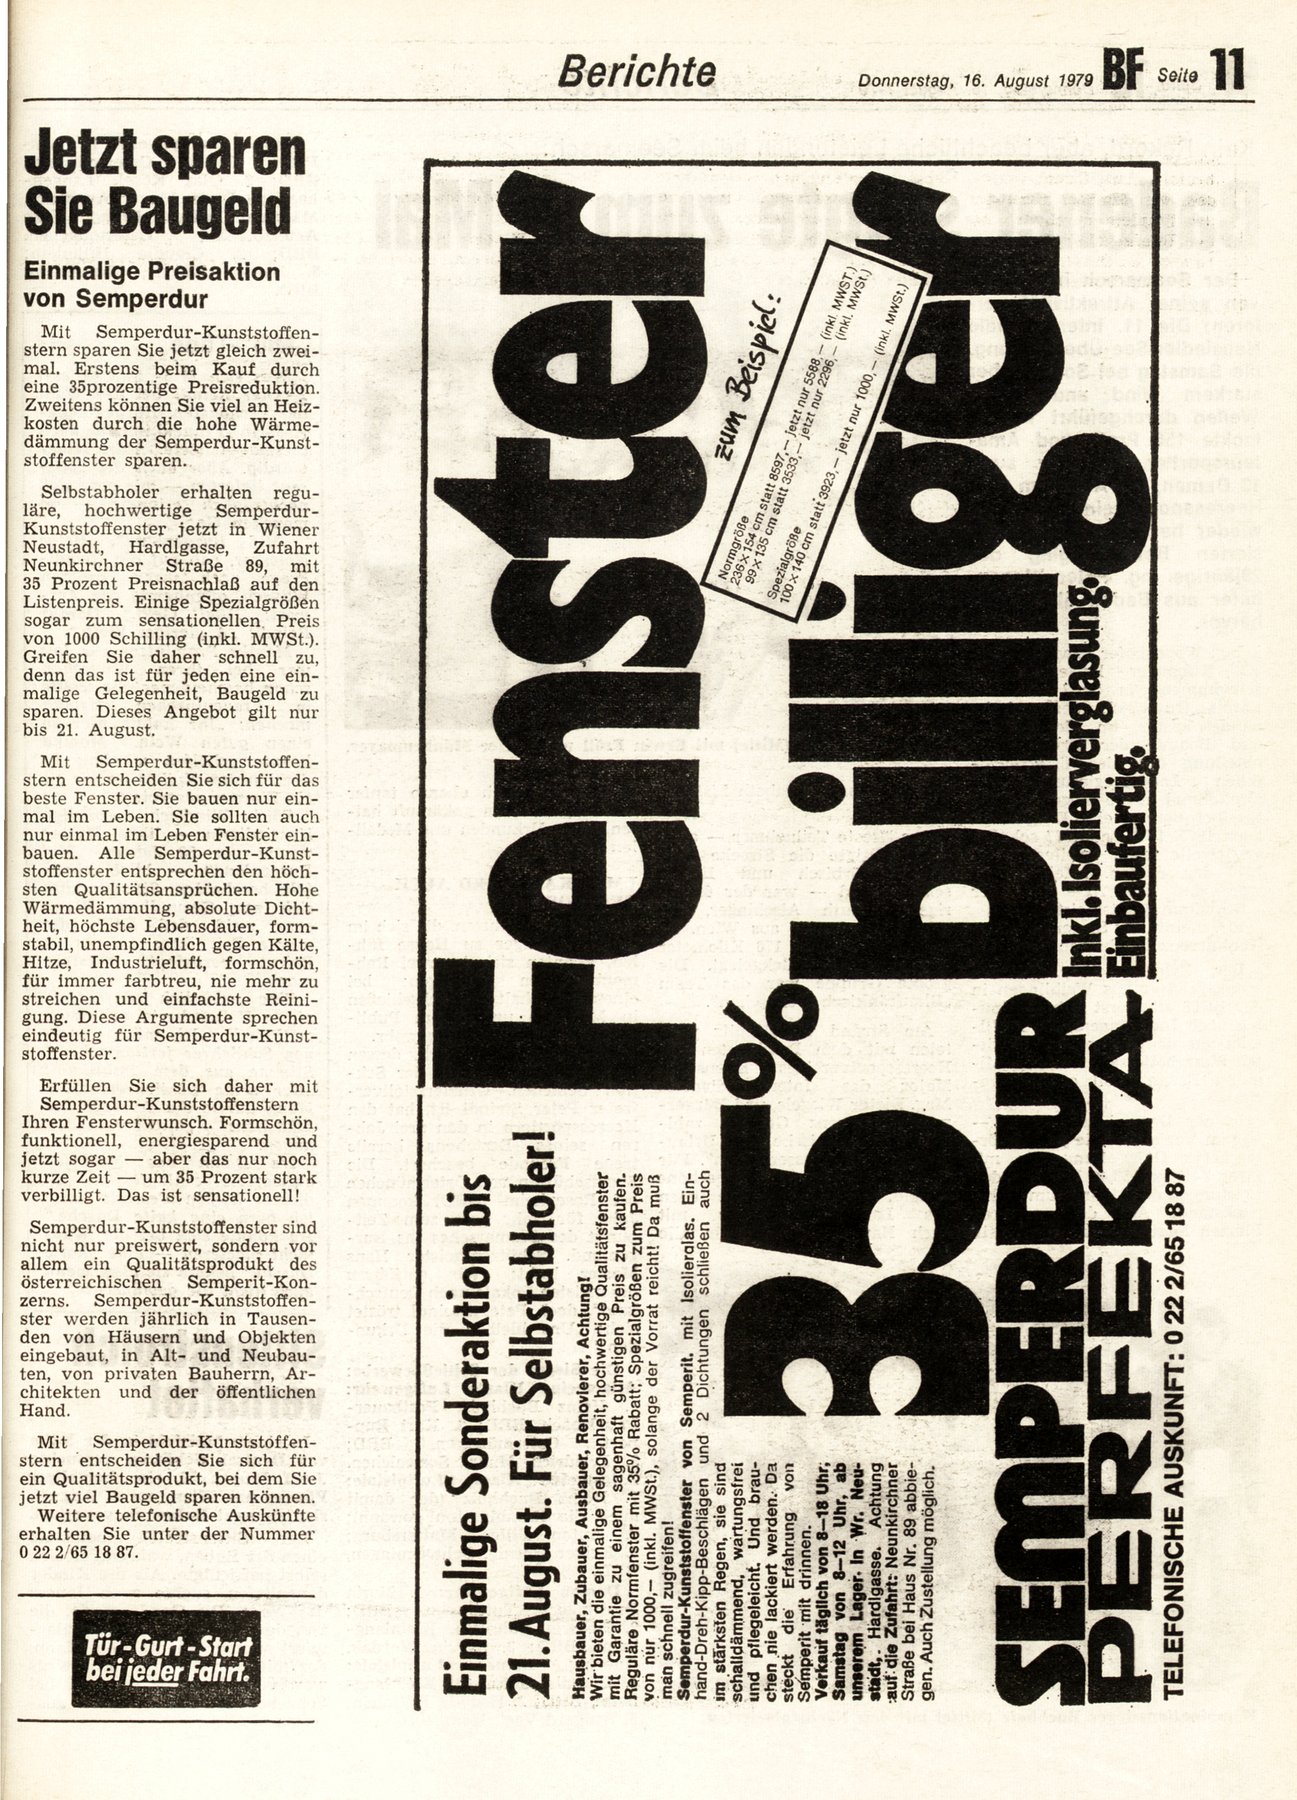 Berichte
Donnerstag, 16. August 1979 BF Seite 11
Jetzt sparen
Sie Baugeld
Einmalige Preisaktion
von Semperdur
Mit Semperdur-Kunststoffen-
stern sparen Sie jetzt gleich zwei-
mal. Erstens beim Kauf durch
eine 35prozentige Preisreduktion.
Zweitens können Sie viel an Heiz-
kosten durch die hohe Wärme-
dämmung der Semperdur-Kunst-
stoffenster sparen.
Selbstabholer erhalten regu-
läre, hochwertige Semperdur-
Kunststoffenster jetzt in Wiener
Neustadt, Hardlgasse, Zufahrt
Neunkirchner Straße 89, mit
35 Prozent Preisnachlaß auf den
Listenpreis. Einige Spezialgrößen
sogar zum sensationellen Preis
von 1000 Schilling (inkl. MWSt.).
Greifen Sie daher schnell zu,
denn das ist für jeden eine ein-
malige Gelegenheit, Baugeld zu
sparen. Dieses Angebot gilt nur
bis 21. August.
Mit Semperdur-Kunststoffen-
stern entscheiden Sie sich für das
beste Fenster. Sie bauen nur ein-
mal im Leben. Sie sollten auch
nur einmal im Leben Fenster ein-
bauen. Alle Semperdur-Kunst-
stoffenster entsprechen den höch-
sten Qualitätsansprüchen. Hohe
Wärmedämmung, absolute Dicht-
heit, höchste Lebensdauer, form-
stabil, unempfindlich gegen Kälte,
Hitze, Industrieluft, formschön,
für immer farbtreu, nie mehr zu
streichen und einfachste Reini-
gung. Diese Argumente sprechen
eindeutig für Semperdur-Kunst-
stoffenster.
Erfüllen Sie sich daher mit
Semperdur-Kunststoffenstern
Ihren Fensterwunsch. Formschön,
funktionell, energiesparend und
jetzt sogar — aber das nur noch
kurze Zeit — um 35 Prozent stark
verbilligt. Das ist sensationell!
Semperdur-Kunststoffenster sind
nicht nur preiswert, sondern vor
allem ein Qualitätsprodukt des
österreichischen Semperit-Kon-
zerns. Semperdur-Kunststoffen-
ster werden jährlich in Tausen-
den von Häusern und Objekten
eingebaut, in Alt- und Neubau-
ten, von privaten Bauherrn, Ar-
chitekten und der öffentlichen
Hand.
Mit Semperdur-Kunststoffen-
stern entscheiden Sie sich für
ein Qualitätsprodukt, bei dem Sie
jetzt viel Baugeld sparen können.
Weitere telefonische Auskünfte
erhalten Sie unter der Nummer
0 22 2/65 18 87.
Tür-Gurt-Start
bei jeder Fahrt.
Einmalige Sonderaktion bis
21. August. Für Selbstabholer!
Fenster
35% billiger
zum Beispiel:
Normgröße
236 × 154 cm statt 8597,— jetzt nur 5588,— (inkl. MWST.)
99 × 135 cm statt 3533,— jetzt nur 2296,— (inkl. MWSt.)
Spezialgröße
100 × 140 cm statt 3923,— jetzt nur 1000,— (inkl. MWSt.)
Inkl. Isolierverglasung.
Einbaufertig.
Hausbauer, Zubauer, Ausbauer, Renovierer, Achtung!
Wir bieten die einmalige Gelegenheit, hochwertige Qualitätsfenster
mit Garantie zu einem sagenhaft günstigen Preis zu kaufen.
Reguläre Normfenster mit 35% Rabatt; Spezialgrößen zum Preis
von nur 1000,— (inkl. MWSt.), solange der Vorrat reicht! Da muß
man schnell zugreifen!
Semperdur-Kunststoffenster von Semperit. mit Isolierglas. Ein-
hand-Dreh-Kipp-Beschlägen und 2 Dichtungen schließen auch
im stärksten Regen, sie sind
schalldämmend, wartungsfrei
und pflegeleicht. Und brau-
chen nie lackiert werden. Da
steckt die Erfahrung von
Semperit mit drinnen.
Verkauf täglich von 8–18 Uhr,
Samstag von 8–12 Uhr, ab
unserem Lager. In Wr. Neu-
stadt, Hardlgasse. Achtung
auf die Zufahrt: Neunkirchner
Straße bei Haus Nr. 89 abbie-
gen. Auch Zustellung möglich.
SEMPERDUR
PERFEKTA
TELEFONISCHE AUSKUNFT: 0 22 2/65 18 87